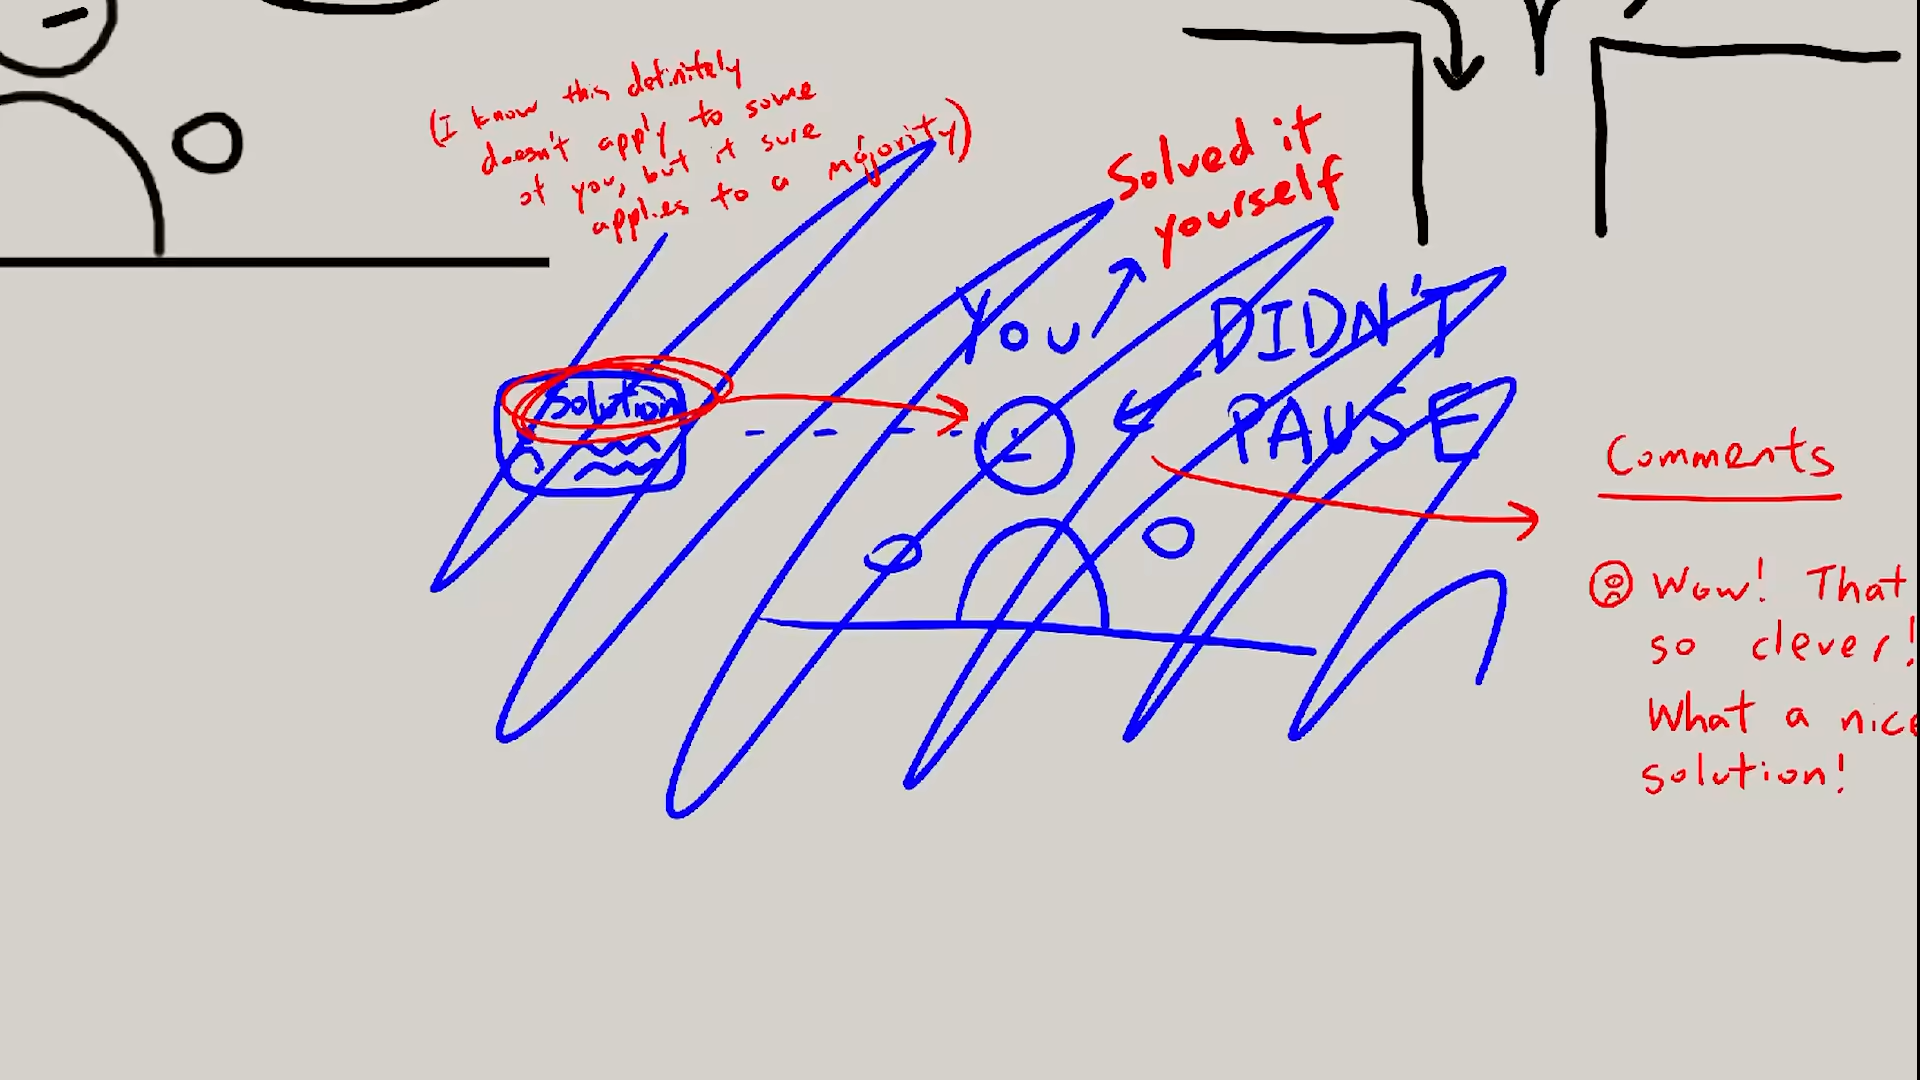 (I know this definitely
doesn't apply to some
of you, but it sure
applies to a majority)
Solved it
yourself
You
DIDN'T
PAUSE
Solution
Comments
Wow! That
so clever!
What a nice
solution!